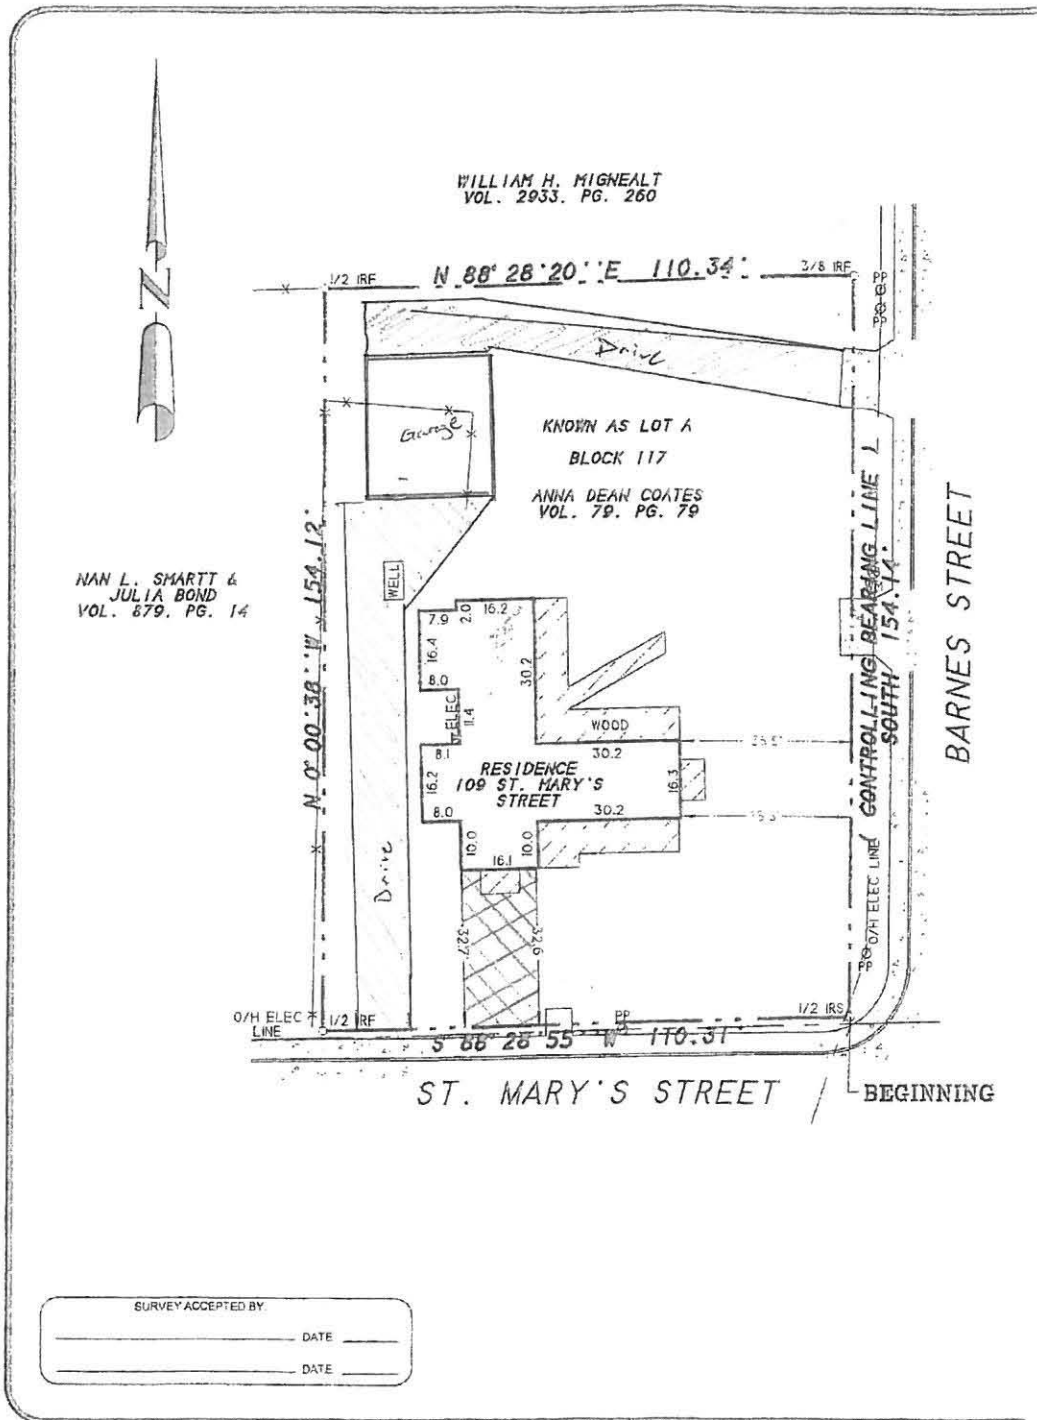 N
WILLIAM H. MIGNEALT
VOL. 2933. PG. 260
1/2 IRF
N 88° 28'20''E 110.34'
3/8 IRF
PP
PP
Drive
Garage
KNOWN AS LOT A
BLOCK 117
ANNA DEAN COATES
VOL. 79. PG. 79
NAN L. SMARTT &
JULIA BOND
VOL. 879. PG. 14
N 0° 00'38''W 154.12'
WELL
7.9
2.0
16.2
16.4
30.2
8.0
ELEC
11.4
WOOD
8.1
30.2
16.2
RESIDENCE
109 ST. MARY'S
STREET
16.3
8.0
30.2
10.0
10.0
16.1
Drive
32.7
32.6
( CONTROLLING BEARING LINE )
SOUTH 154.14'
BARNES STREET
O/H ELEC LINE
PP
O/H ELEC
LINE
1/2 IRF
PP
1/2 IRS
S 88° 28'55'' W 110.31'
ST. MARY'S STREET
BEGINNING
SURVEY ACCEPTED BY:
DATE
DATE